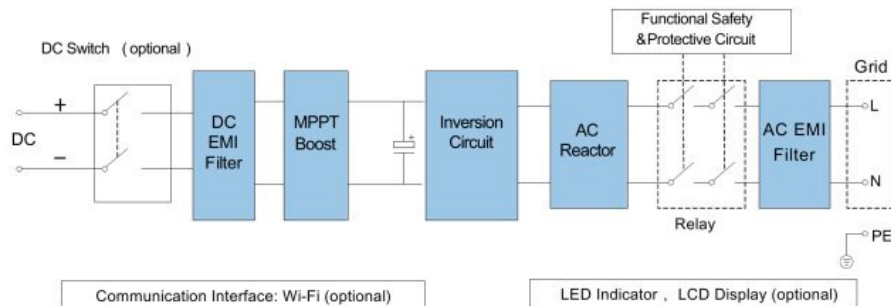 Functional Safety
&Protective Circuit
DC Switch (optional)
Grid
+
DC
−
DC
EMI
Filter
MPPT
Boost
+
Inversion
Circuit
AC
Reactor
Relay
AC EMI
Filter
L
N
PE
Communication Interface: Wi-Fi (optional)
LED Indicator , LCD Display (optional)